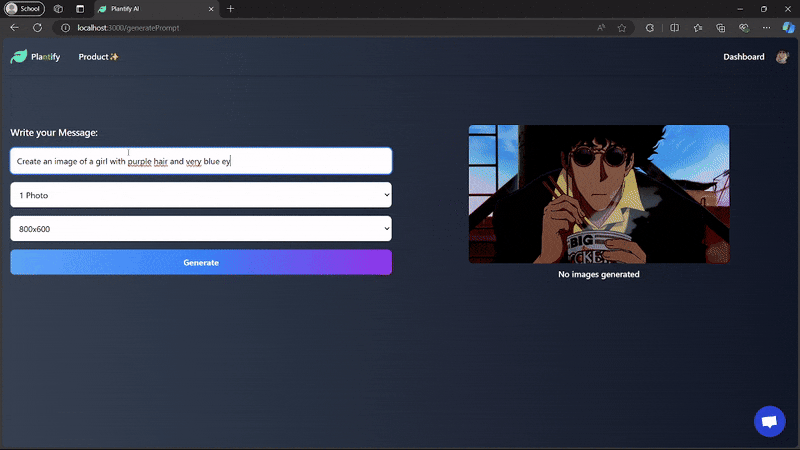 School
Plantify AI
localhost:3000/generatePrompt
Plantify
Product✨
Dashboard
Write your Message:
Create an image of a girl with purple hair and very blue ey
1 Photo
800x600
Generate
BIG
No images generated